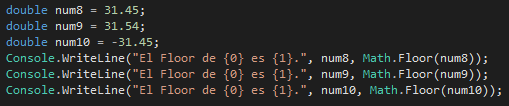 double num8 = 31.45;
double num9 = 31.54;
double num10 = -31.45;
Console.WriteLine("El Floor de {0} es {1}.", num8, Math.Floor(num8));
Console.WriteLine("El Floor de {0} es {1}.", num9, Math.Floor(num9));
Console.WriteLine("El Floor de {0} es {1}.", num10, Math.Floor(num10));